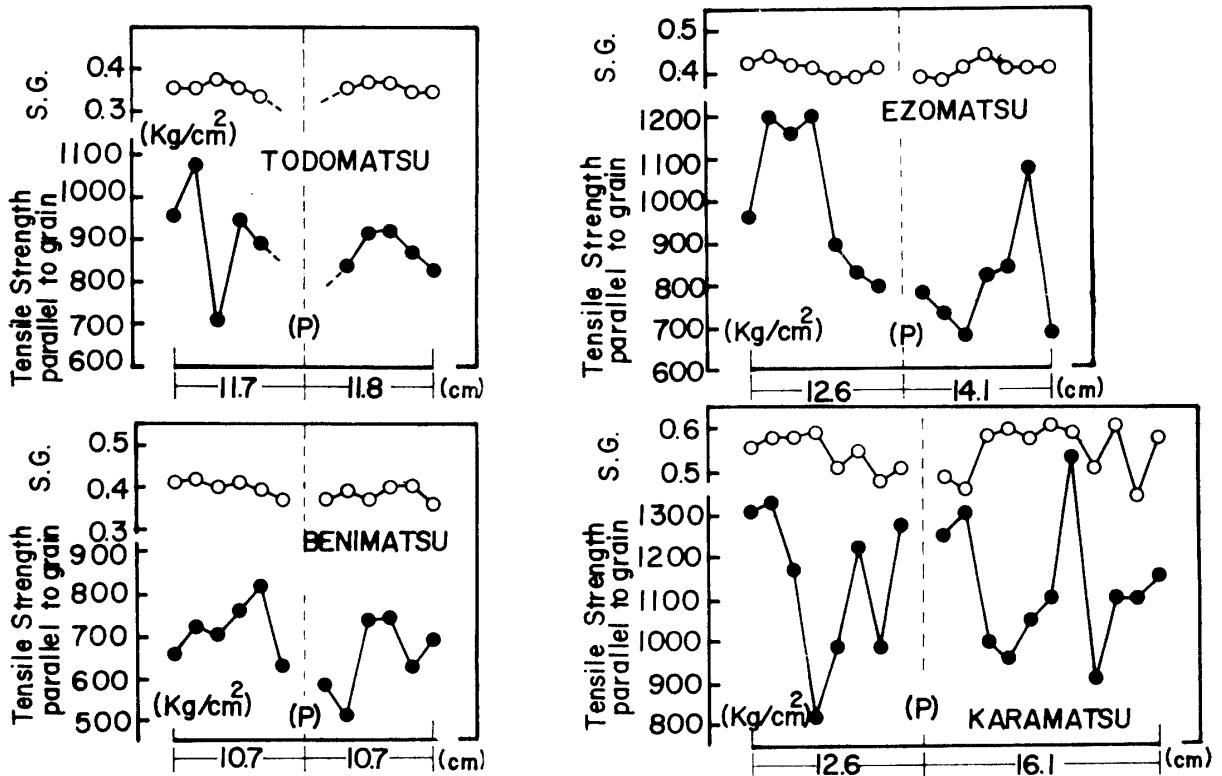 S.G.
0.4
0.3
(Kg/cm²)
TODOMATSU
Tensile Strength
parallel to grain
1100
1000
900
800
700
600
(P)
11.7
11.8
(cm)
S.G.
0.5
0.4
EZOMATSU
Tensile Strength
parallel to grain
1200
1100
1000
900
800
700
600
(Kg/cm²)
(P)
12.6
14.1
(cm)
S.G.
0.5
0.4
0.3
BENIMATSU
Tensile Strength
parallel to grain
900
800
700
600
500
(Kg/cm²)
(P)
10.7
10.7
(cm)
S.G.
0.6
0.5
Tensile Strength
parallel to grain
1300
1200
1100
1000
900
800
(Kg/cm²)
(P)
KARAMATSU
12.6
16.1
(cm)